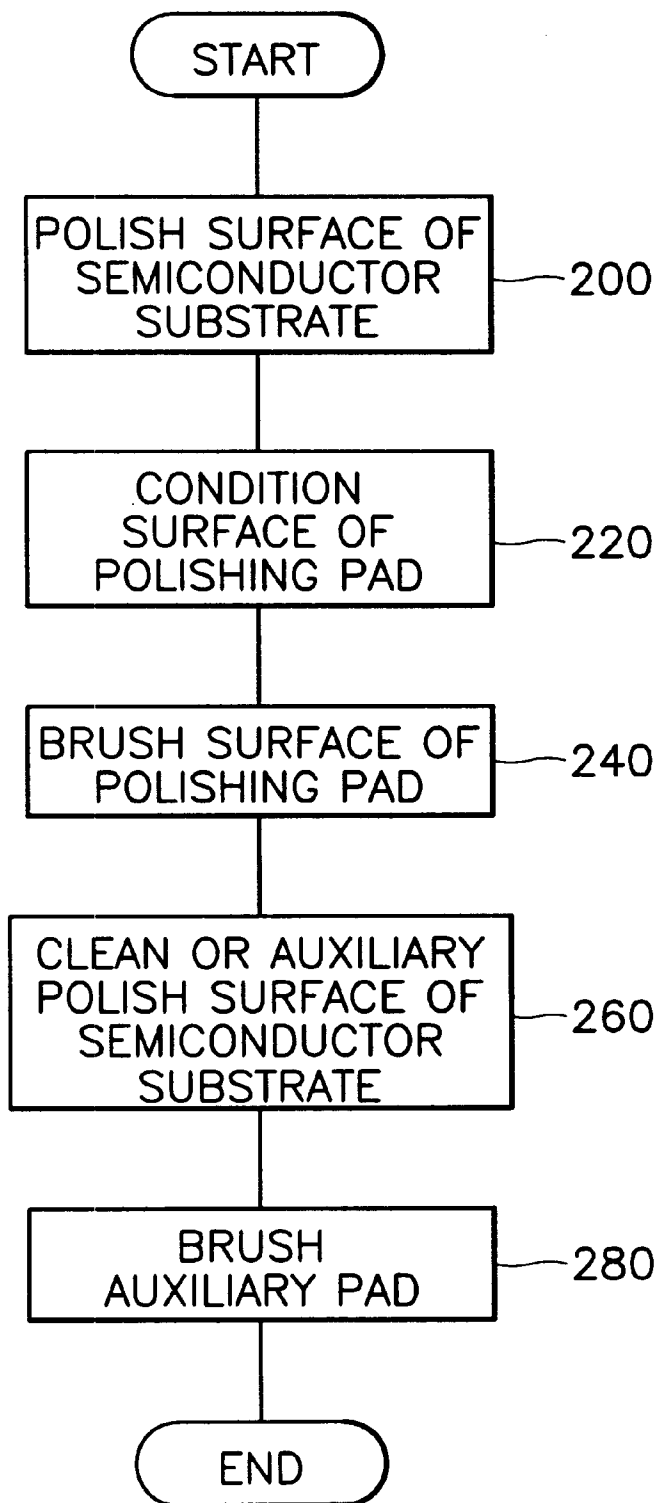 START
POLISH SURFACE OF
SEMICONDUCTOR
SUBSTRATE
200
CONDITION
SURFACE OF
POLISHING PAD
220
BRUSH SURFACE OF
POLISHING PAD
240
CLEAN OR AUXILIARY
POLISH SURFACE OF
SEMICONDUCTOR
SUBSTRATE
260
BRUSH
AUXILIARY PAD
280
END